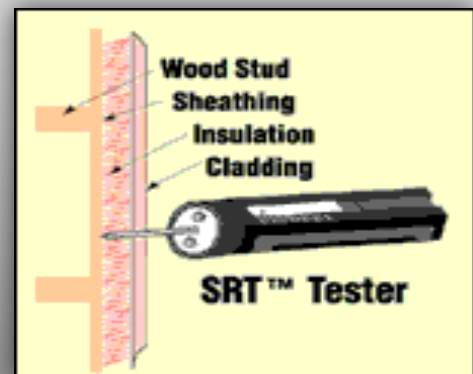 Wood Stud
Sheathing
Insulation
Cladding
SRT™ Tester